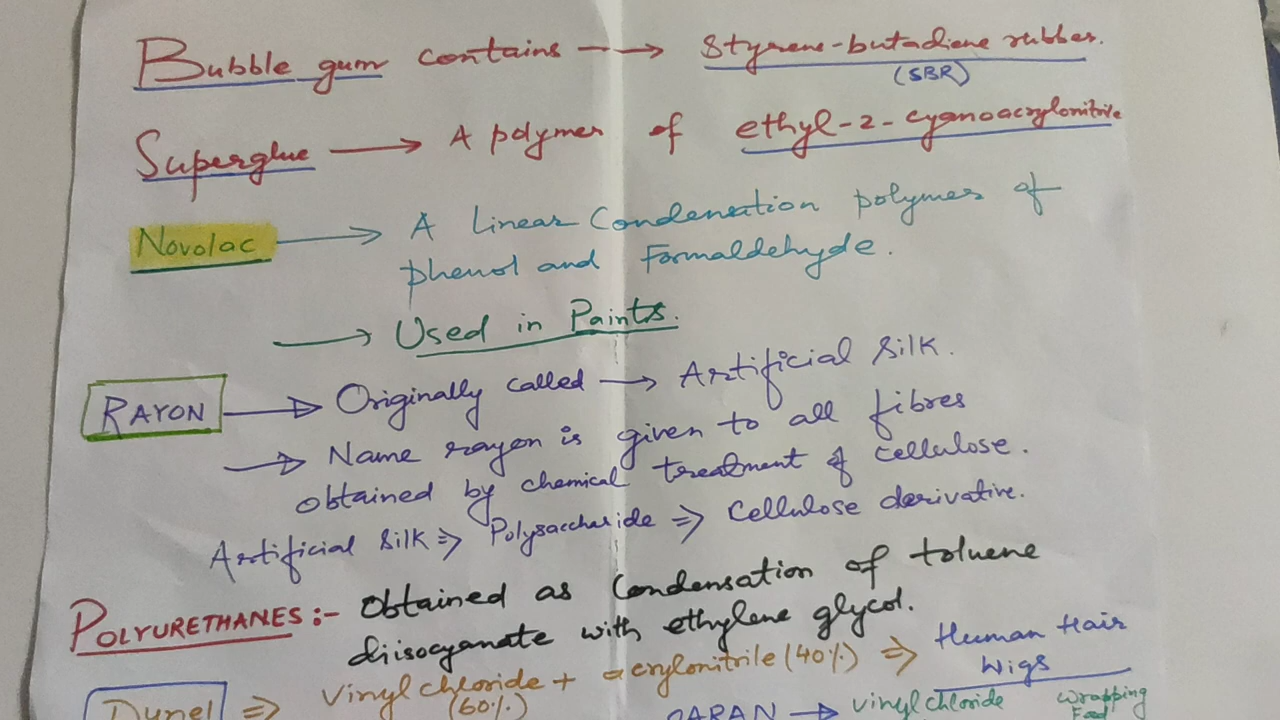 Bubble gum contains → Styrene-butadiene rubber.
(SBR)
Superglue → A polymer of ethyl-2-cyanoacrylonitrile
Novolac → A linear Condensation polymer of
phenol and Formaldehyde.
→ Used in Paints.
RAYON → Originally called → Artificial Silk.
→ Name rayon is given to all fibres
obtained by chemical treatment of cellulose.
Artificial Silk ⇒ Polysaccharide ⇒ Cellulose derivative.
POLYURETHANES:- Obtained as Condensation of toluene
diisocyanate with ethylene glycol.
Dynel ⇒ Vinyl chloride + acrylonitrile (40%) ⇒ Human Hair
(60%) Wigs
SARAN → vinyl chloride wrapping
Food